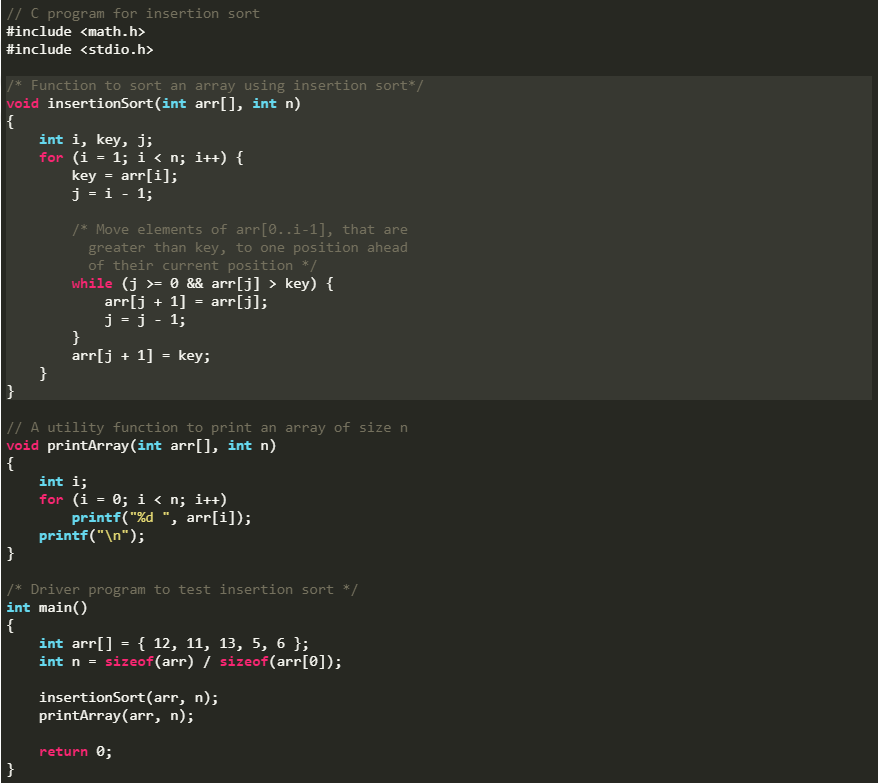 // C program for insertion sort
#include <math.h>
#include <stdio.h>

/* Function to sort an array using insertion sort*/
void insertionSort(int arr[], int n)
{
    int i, key, j;
    for (i = 1; i < n; i++) {
        key = arr[i];
        j = i - 1;

        /* Move elements of arr[0..i-1], that are
          greater than key, to one position ahead
          of their current position */
        while (j >= 0 && arr[j] > key) {
            arr[j + 1] = arr[j];
            j = j - 1;
        }
        arr[j + 1] = key;
    }
}

// A utility function to print an array of size n
void printArray(int arr[], int n)
{
    int i;
    for (i = 0; i < n; i++)
        printf("%d ", arr[i]);
    printf("\n");
}

/* Driver program to test insertion sort */
int main()
{
    int arr[] = { 12, 11, 13, 5, 6 };
    int n = sizeof(arr) / sizeof(arr[0]);

    insertionSort(arr, n);
    printArray(arr, n);

    return 0;
}